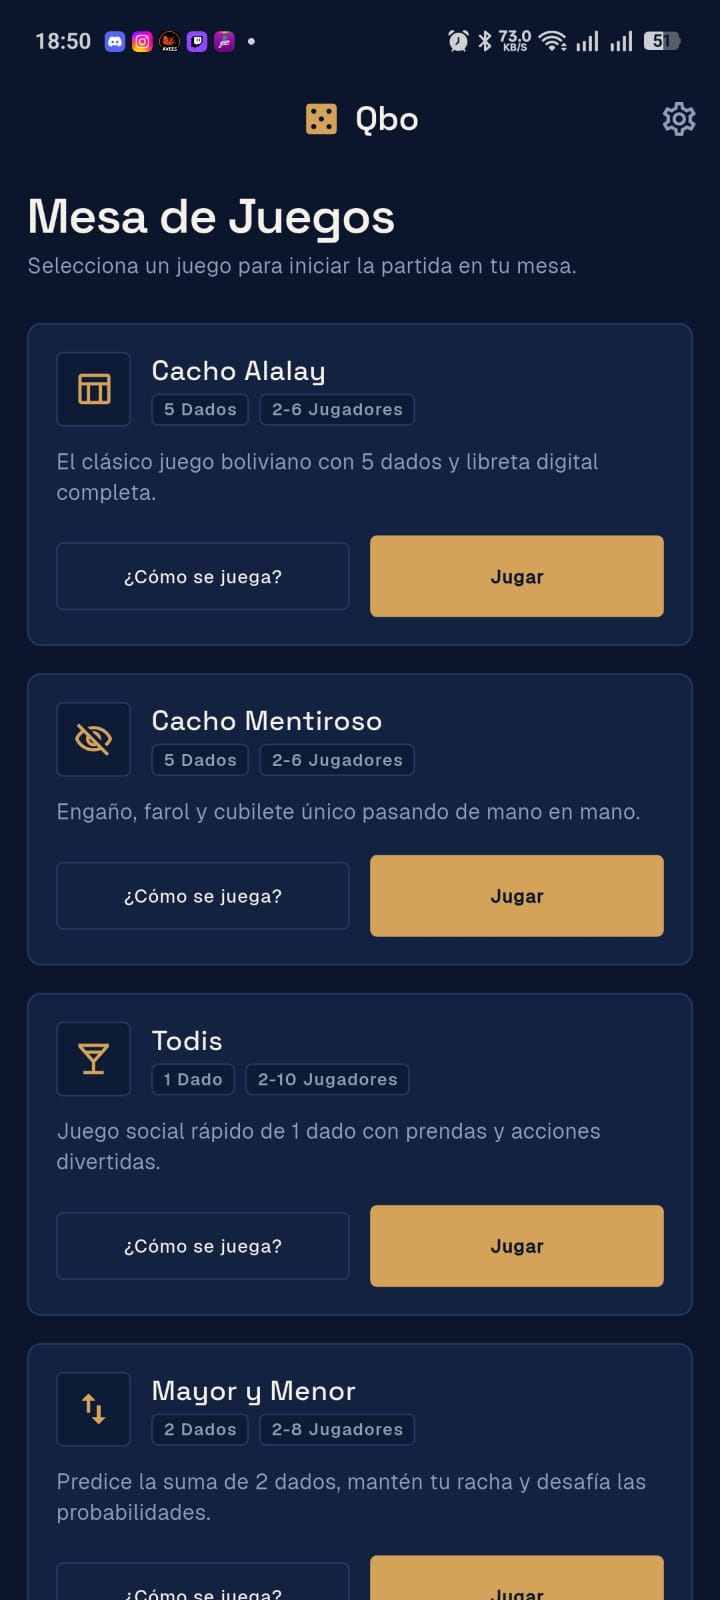 18:50
73.0
KB/S
51
Qbo
Mesa de Juegos
Selecciona un juego para iniciar la partida en tu mesa.
Cacho Alalay
5 Dados
2-6 Jugadores
El clásico juego boliviano con 5 dados y libreta digital
completa.
¿Cómo se juega?
Jugar
Cacho Mentiroso
5 Dados
2-6 Jugadores
Engaño, farol y cubilete único pasando de mano en mano.
¿Cómo se juega?
Jugar
Todis
1 Dado
2-10 Jugadores
Juego social rápido de 1 dado con prendas y acciones
divertidas.
¿Cómo se juega?
Jugar
Mayor y Menor
2 Dados
2-8 Jugadores
Predice la suma de 2 dados, mantén tu racha y desafía las
probabilidades.
¿Cómo se juega?
Jugar